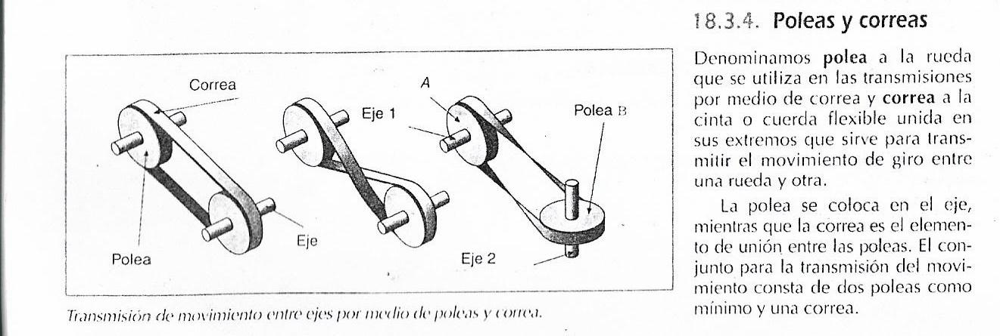 Correa
Polea
Eje
Eje 1
A
Polea B
Eje 2
Transmisión de movimiento entre ejes por medio de poleas y correa.
18.3.4. Poleas y correas
Denominamos polea a la rueda
que se utiliza en las transmisiones
por medio de correa y correa a la
cinta o cuerda flexible unida en
sus extremos que sirve para trans-
mitir el movimiento de giro entre
una rueda y otra.
La polea se coloca en el eje,
mientras que la correa es el elemen-
to de unión entre las poleas. El con-
junto para la transmisión del movi-
miento consta de dos poleas como
mínimo y una correa.